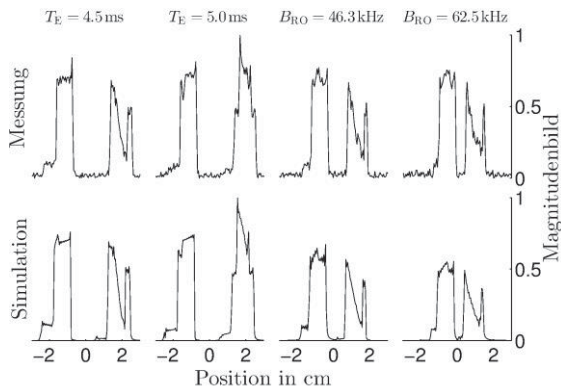 T_E = 4.5 ms T_E = 5.0 ms B_RO = 46.3 kHz B_RO = 62.5 kHz
Messung
1
0.5
0
Magnitudenbild
Simulation
1
0.5
0
−2 0 2 −2 0 2 −2 0 2 −2 0 2
Position in cm